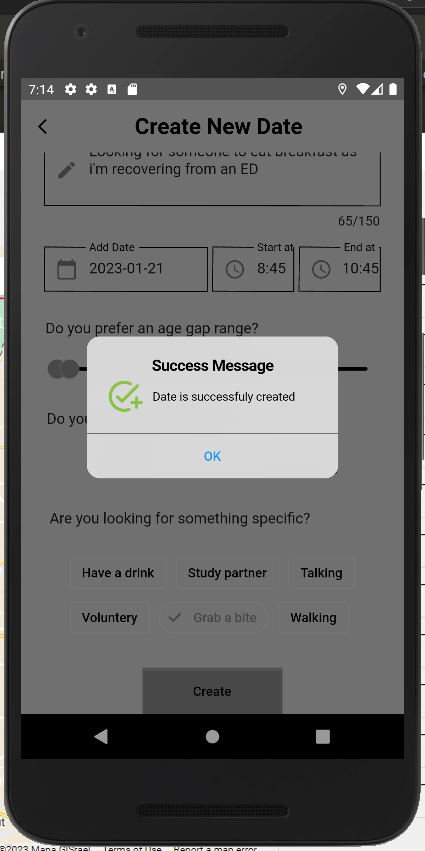 7:14
Create New Date
Looking for someone to eat breakfast as
i'm recovering from an ED
65/150
Add Date
Start at
End at
2023-01-21
8:45
10:45
Do you prefer an age gap range?
Success Message
Date is successfuly created
Do you
OK
Are you looking for something specific?
Have a drink
Study partner
Talking
Voluntery
Grab a bite
Walking
Create
©2023 Mapa GISrael
Terms of Use
Report a map error